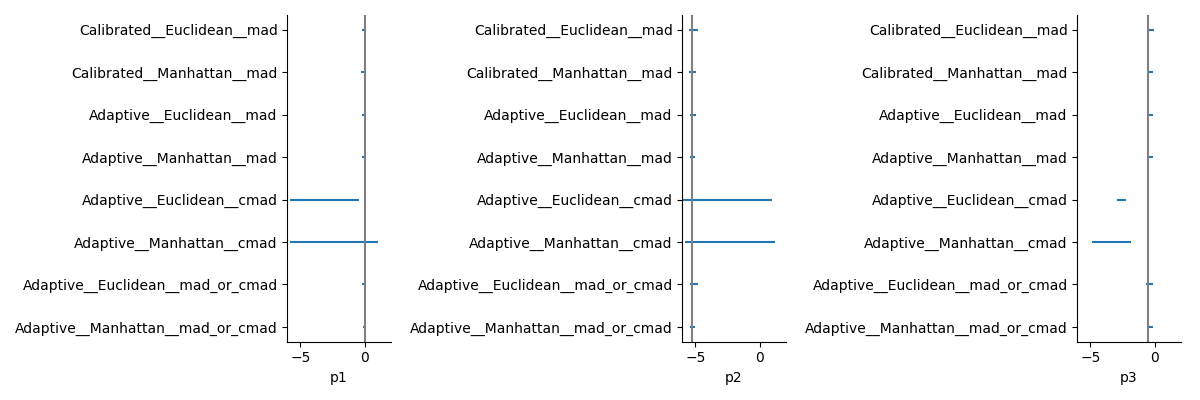 Calibrated__Euclidean__mad
Calibrated__Manhattan__mad
Adaptive__Euclidean__mad
Adaptive__Manhattan__mad
Adaptive__Euclidean__cmad
Adaptive__Manhattan__cmad
Adaptive__Euclidean__mad_or_cmad
Adaptive__Manhattan__mad_or_cmad
−5 0
p1
Calibrated__Euclidean__mad
Calibrated__Manhattan__mad
Adaptive__Euclidean__mad
Adaptive__Manhattan__mad
Adaptive__Euclidean__cmad
Adaptive__Manhattan__cmad
Adaptive__Euclidean__mad_or_cmad
Adaptive__Manhattan__mad_or_cmad
−5 0
p2
Calibrated__Euclidean__mad
Calibrated__Manhattan__mad
Adaptive__Euclidean__mad
Adaptive__Manhattan__mad
Adaptive__Euclidean__cmad
Adaptive__Manhattan__cmad
Adaptive__Euclidean__mad_or_cmad
Adaptive__Manhattan__mad_or_cmad
−5 0
p3